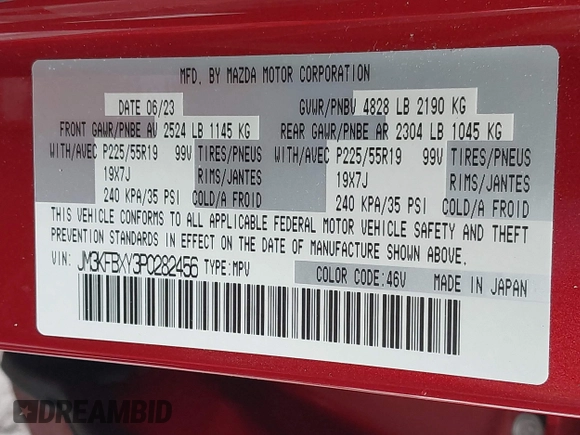 MFD. BY MAZDA MOTOR CORPORATION
DATE 06/23 GVWR/PNBV 4828 LB 2190 KG
FRONT GAWR/PNBE AV 2524 LB 1145 KG REAR GAWR/PNBE AR 2304 LB 1045 KG
WITH/AVEC P225/55R19 99V TIRES/PNEUS WITH/AVEC P225/55R19 99V TIRES/PNEUS
19X7J RIMS/JANTES 19X7J RIMS/JANTES
240 KPA/35 PSI COLD/A FROID 240 KPA/35 PSI COLD/A FROID
THIS VEHICLE CONFORMS TO ALL APPLICABLE FEDERAL MOTOR VEHICLE SAFETY AND THEFT
PREVENTION STANDARDS IN EFFECT ON THE DATE OF MANUFACTURE SHOWN ABOVE.
VIN: JM3KFBXY3P0282456 TYPE:MPV COLOR CODE:46V MADE IN JAPAN
DREAMBID